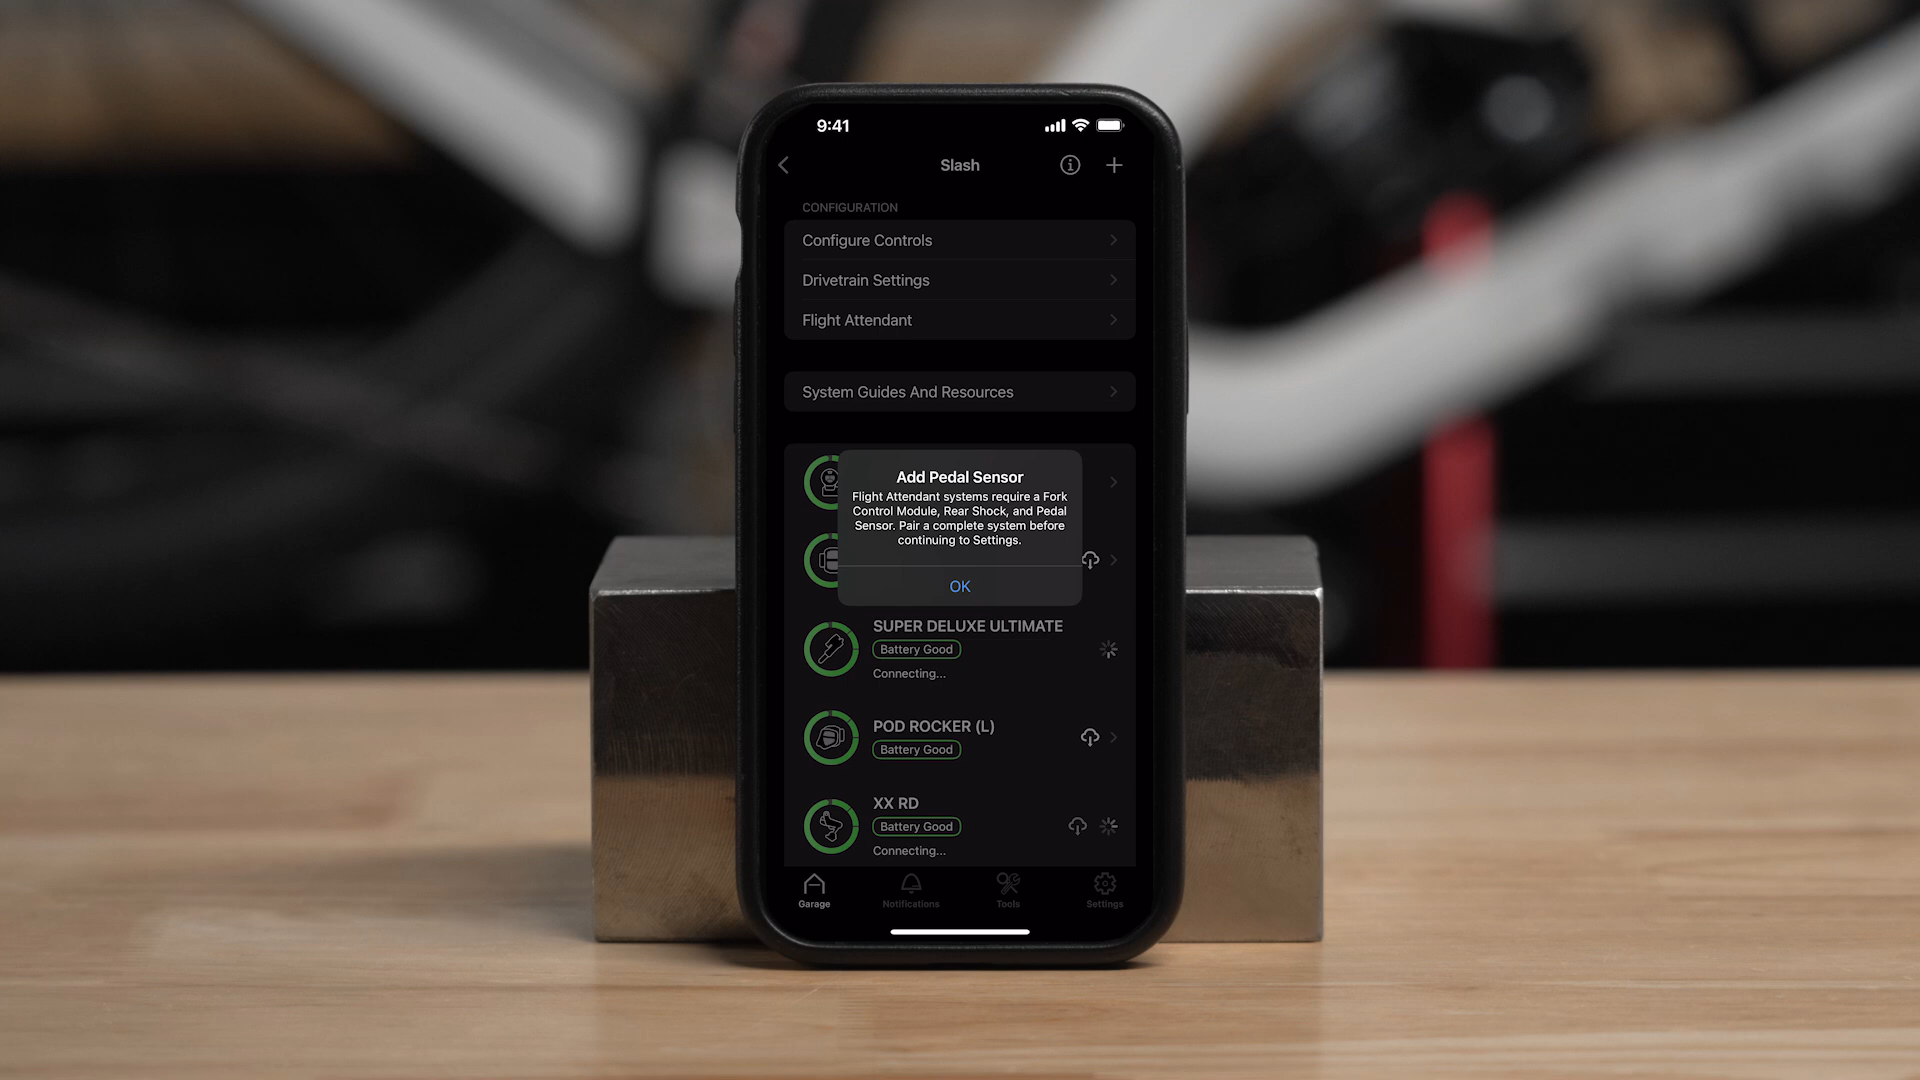 9:41
Slash
CONFIGURATION
Configure Controls
Drivetrain Settings
Flight Attendant
System Guides And Resources
Add Pedal Sensor
Flight Attendant systems require a Fork
Control Module, Rear Shock, and Pedal
Sensor. Pair a complete system before
continuing to Settings.
OK
SUPER DELUXE ULTIMATE
Battery Good
Connecting...
POD ROCKER (L)
Battery Good
XX RD
Battery Good
Connecting...
Garage
Notifications
Tools
Settings